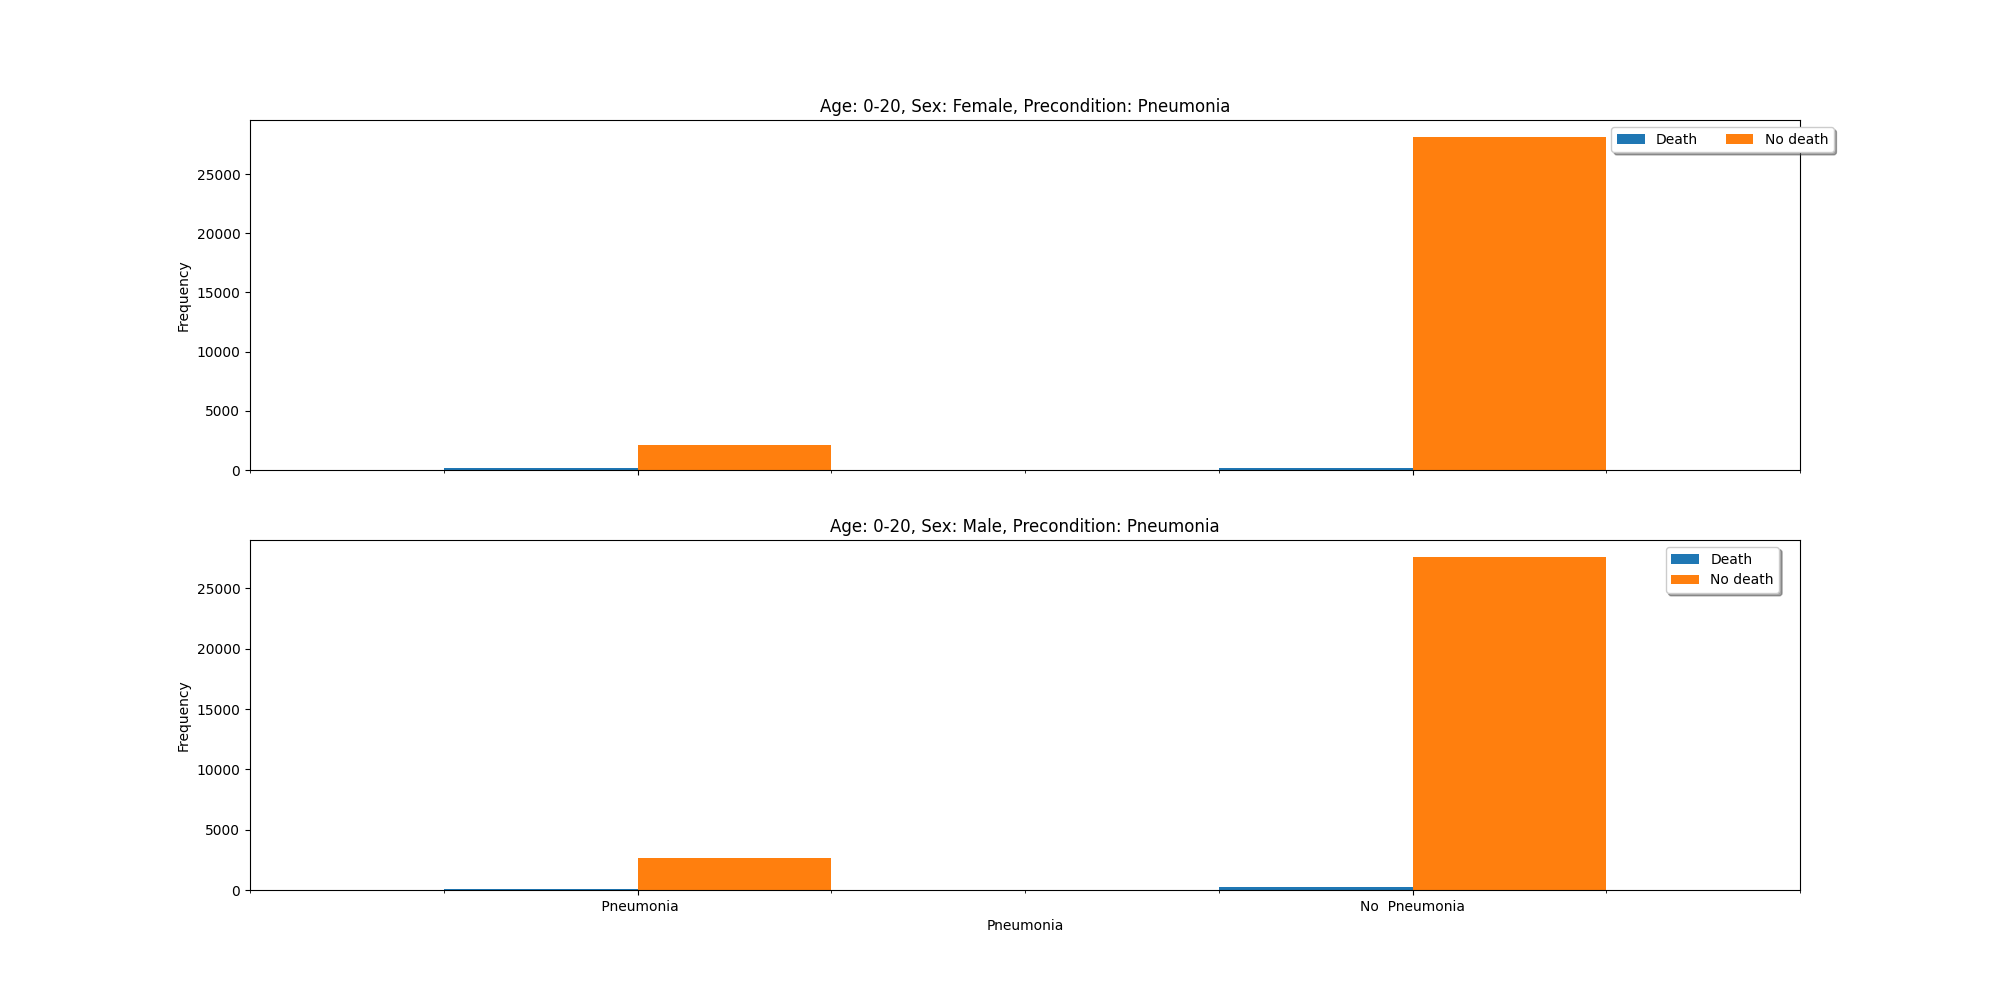 Age: 0-20, Sex: Female, Precondition: Pneumonia
Death No death
25000
20000
15000
10000
5000
0
Frequency
Age: 0-20, Sex: Male, Precondition: Pneumonia
Death
No death
25000
20000
15000
10000
5000
0
Frequency
Pneumonia No  Pneumonia
Pneumonia